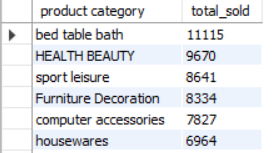 product category total_sold
bed table bath 11115
HEALTH BEAUTY 9670
sport leisure 8641
Furniture Decoration 8334
computer accessories 7827
housewares 6964